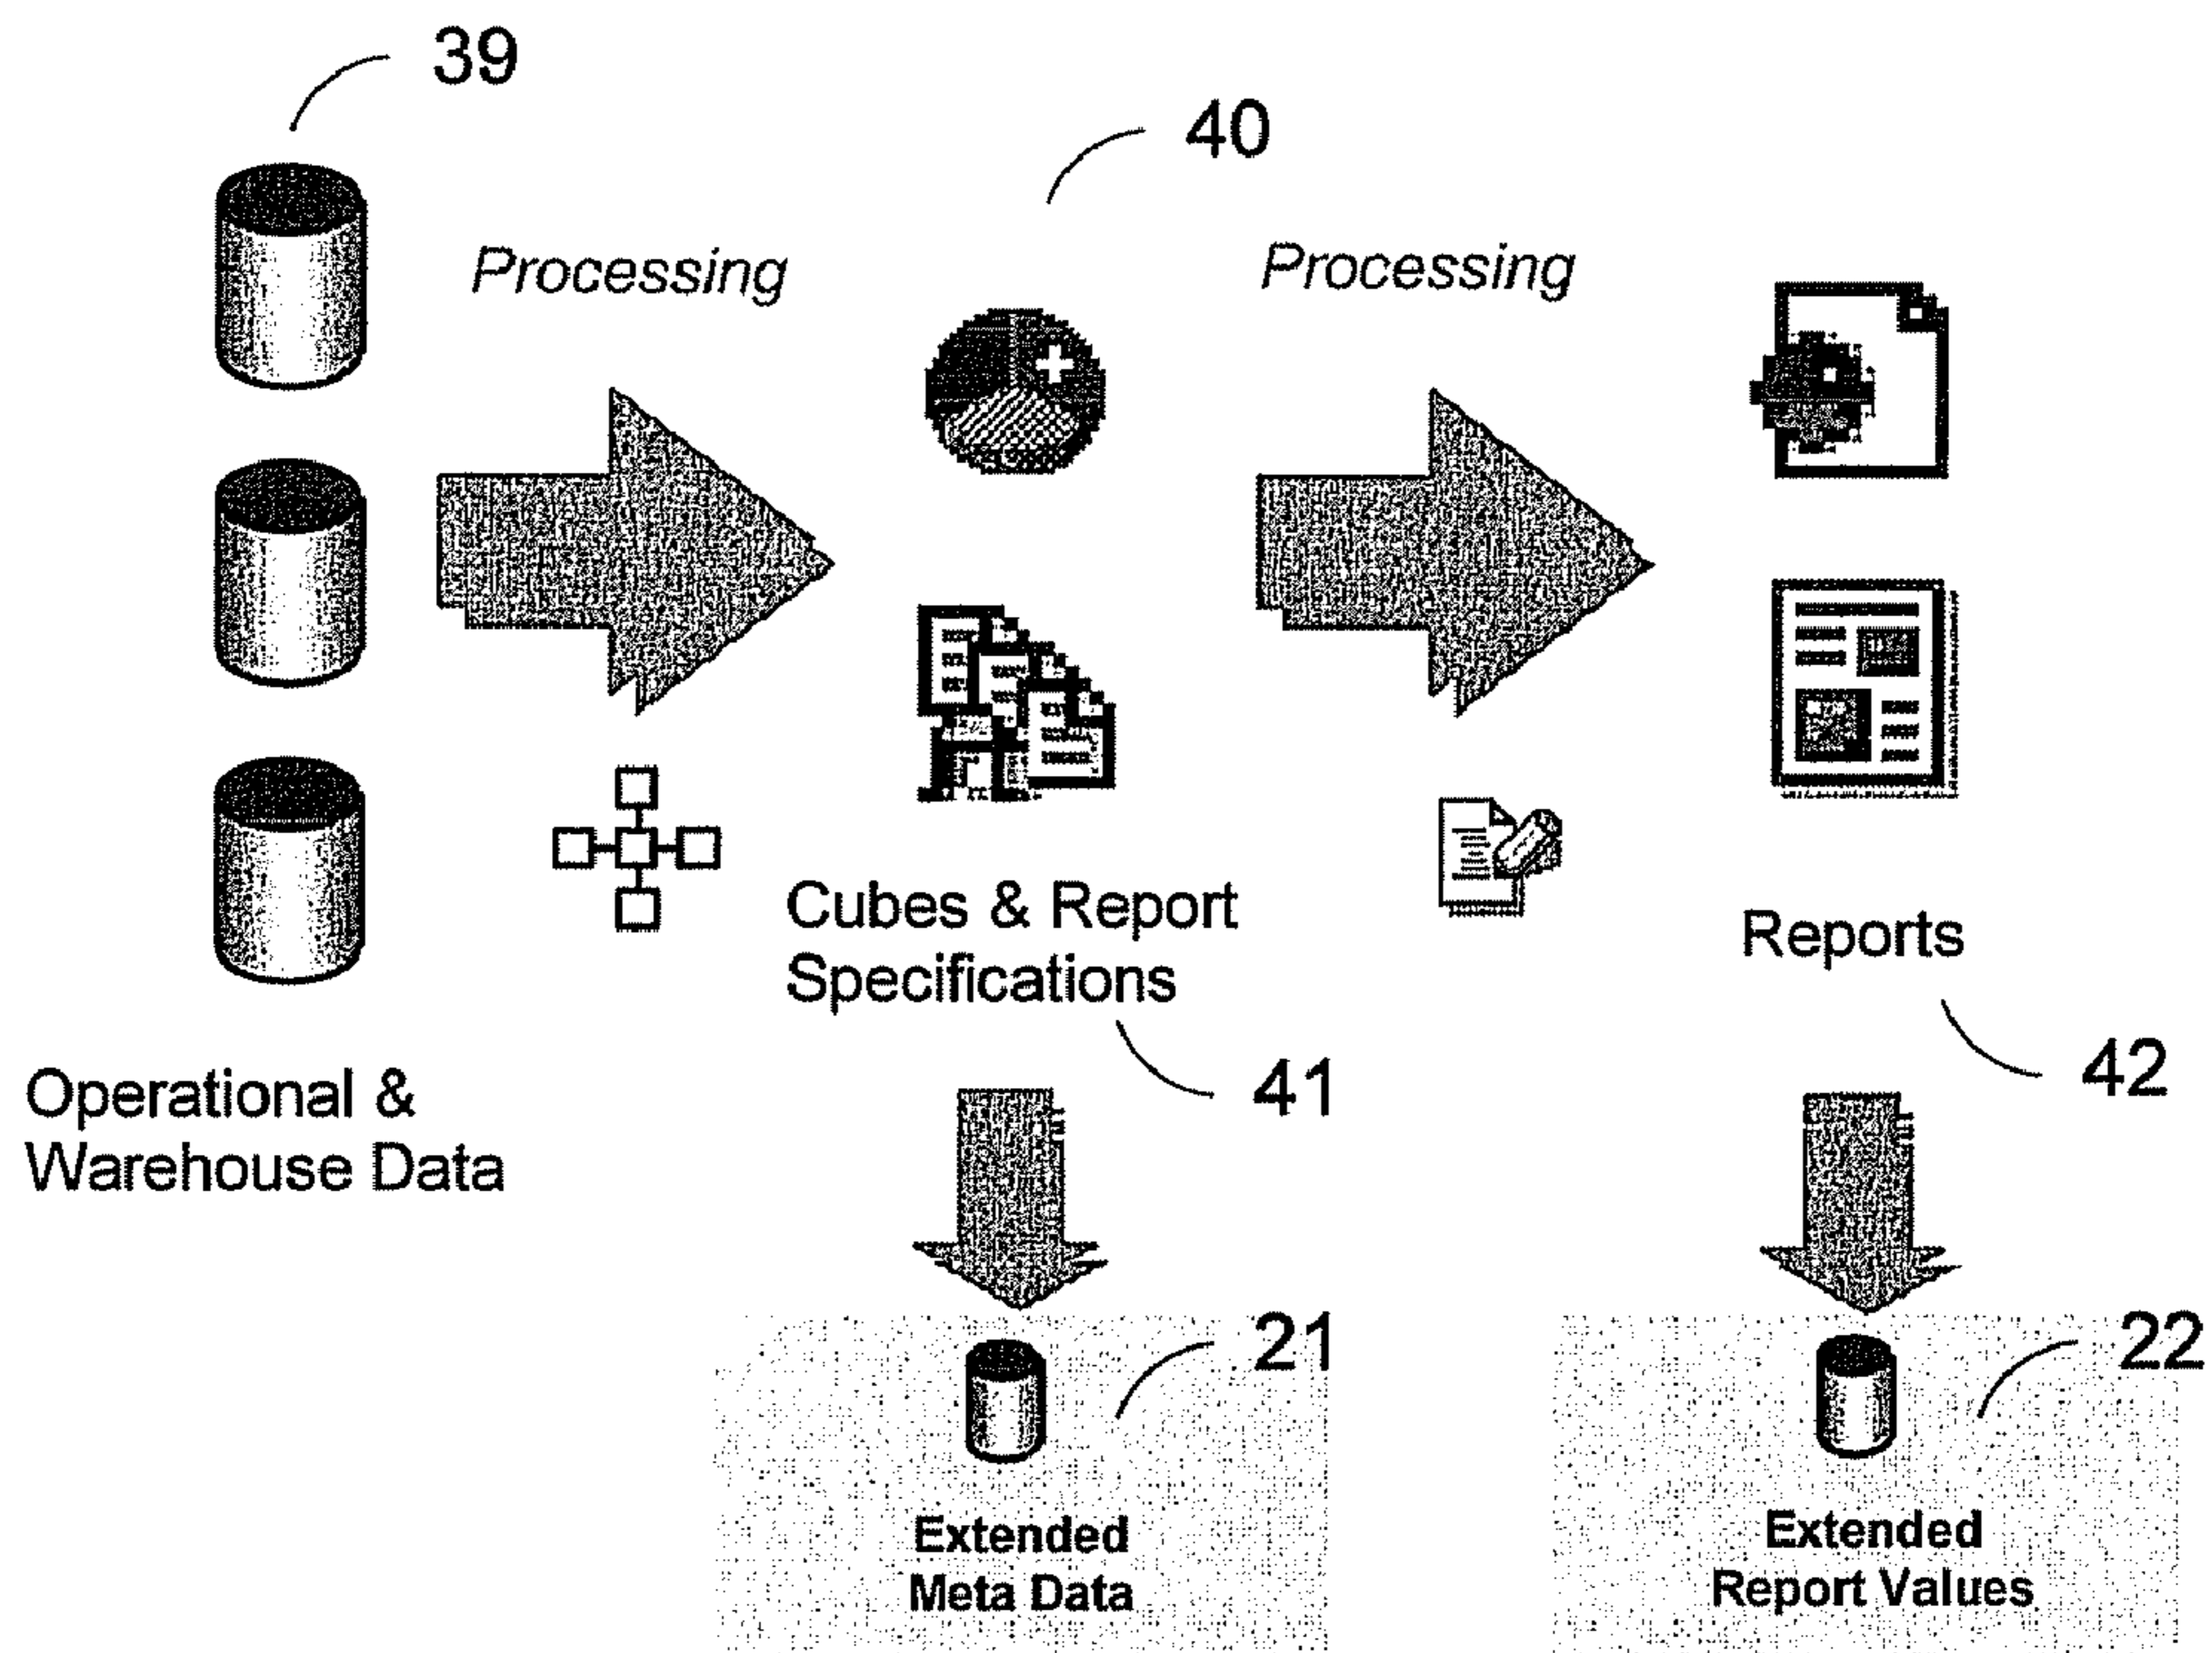 39
40
Processing
Processing
Cubes & Report
Specifications
Reports
41
42
Operational &
Warehouse Data
21
22
Extended
Meta Data
Extended
Report Values